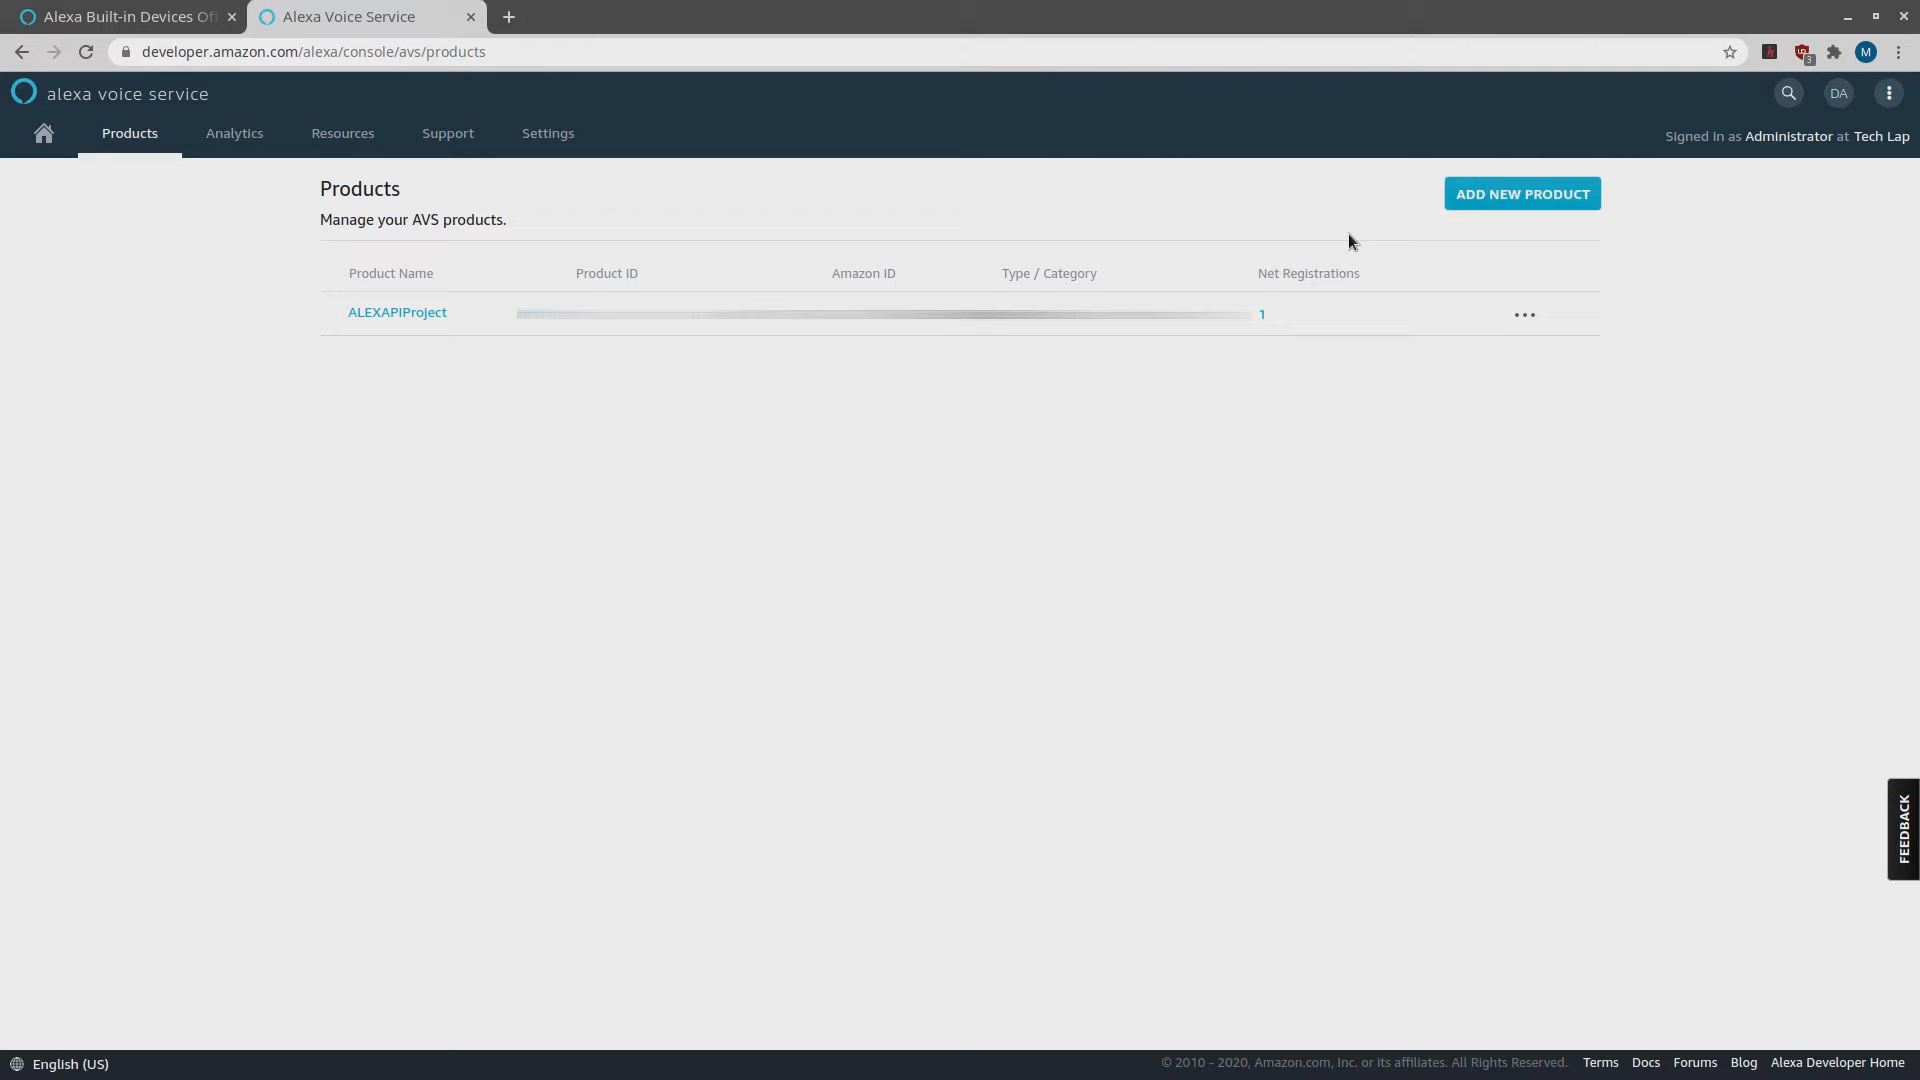 Alexa Built-in Devices Of
Alexa Voice Service
developer.amazon.com/alexa/console/avs/products
3
M
alexa voice service
DA
Products
Analytics
Resources
Support
Settings
Signed in as Administrator at Tech Lap
Products
ADD NEW PRODUCT
Manage your AVS products.
Product Name
Product ID
Amazon ID
Type / Category
Net Registrations
ALEXAPIProject
1
FEEDBACK
English (US)
© 2010 - 2020, Amazon.com, Inc. or its affiliates. All Rights Reserved.
Terms
Docs
Forums
Blog
Alexa Developer Home